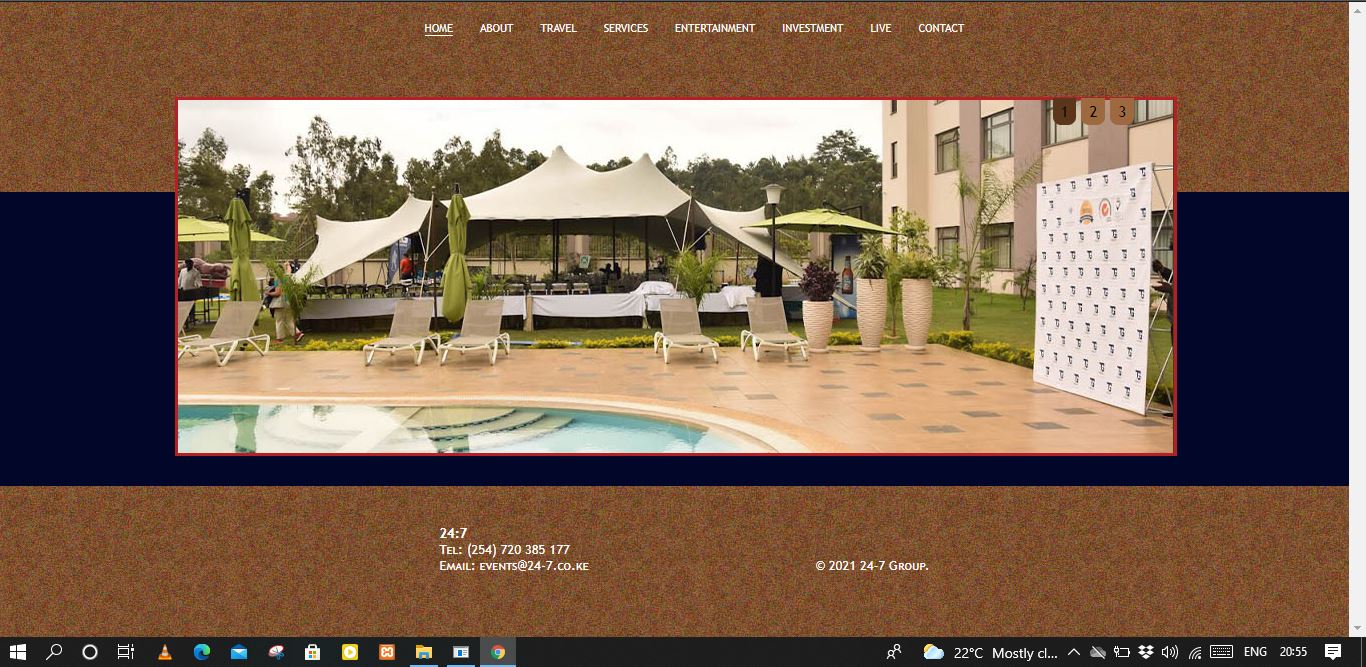 HOME ABOUT TRAVEL SERVICES ENTERTAINMENT INVESTMENT LIVE CONTACT
1 2 3
24:7
Tel: (254) 720 385 177
Email: events@24-7.co.ke
© 2021 24-7 Group.
22°C Mostly cl... ENG 20:55